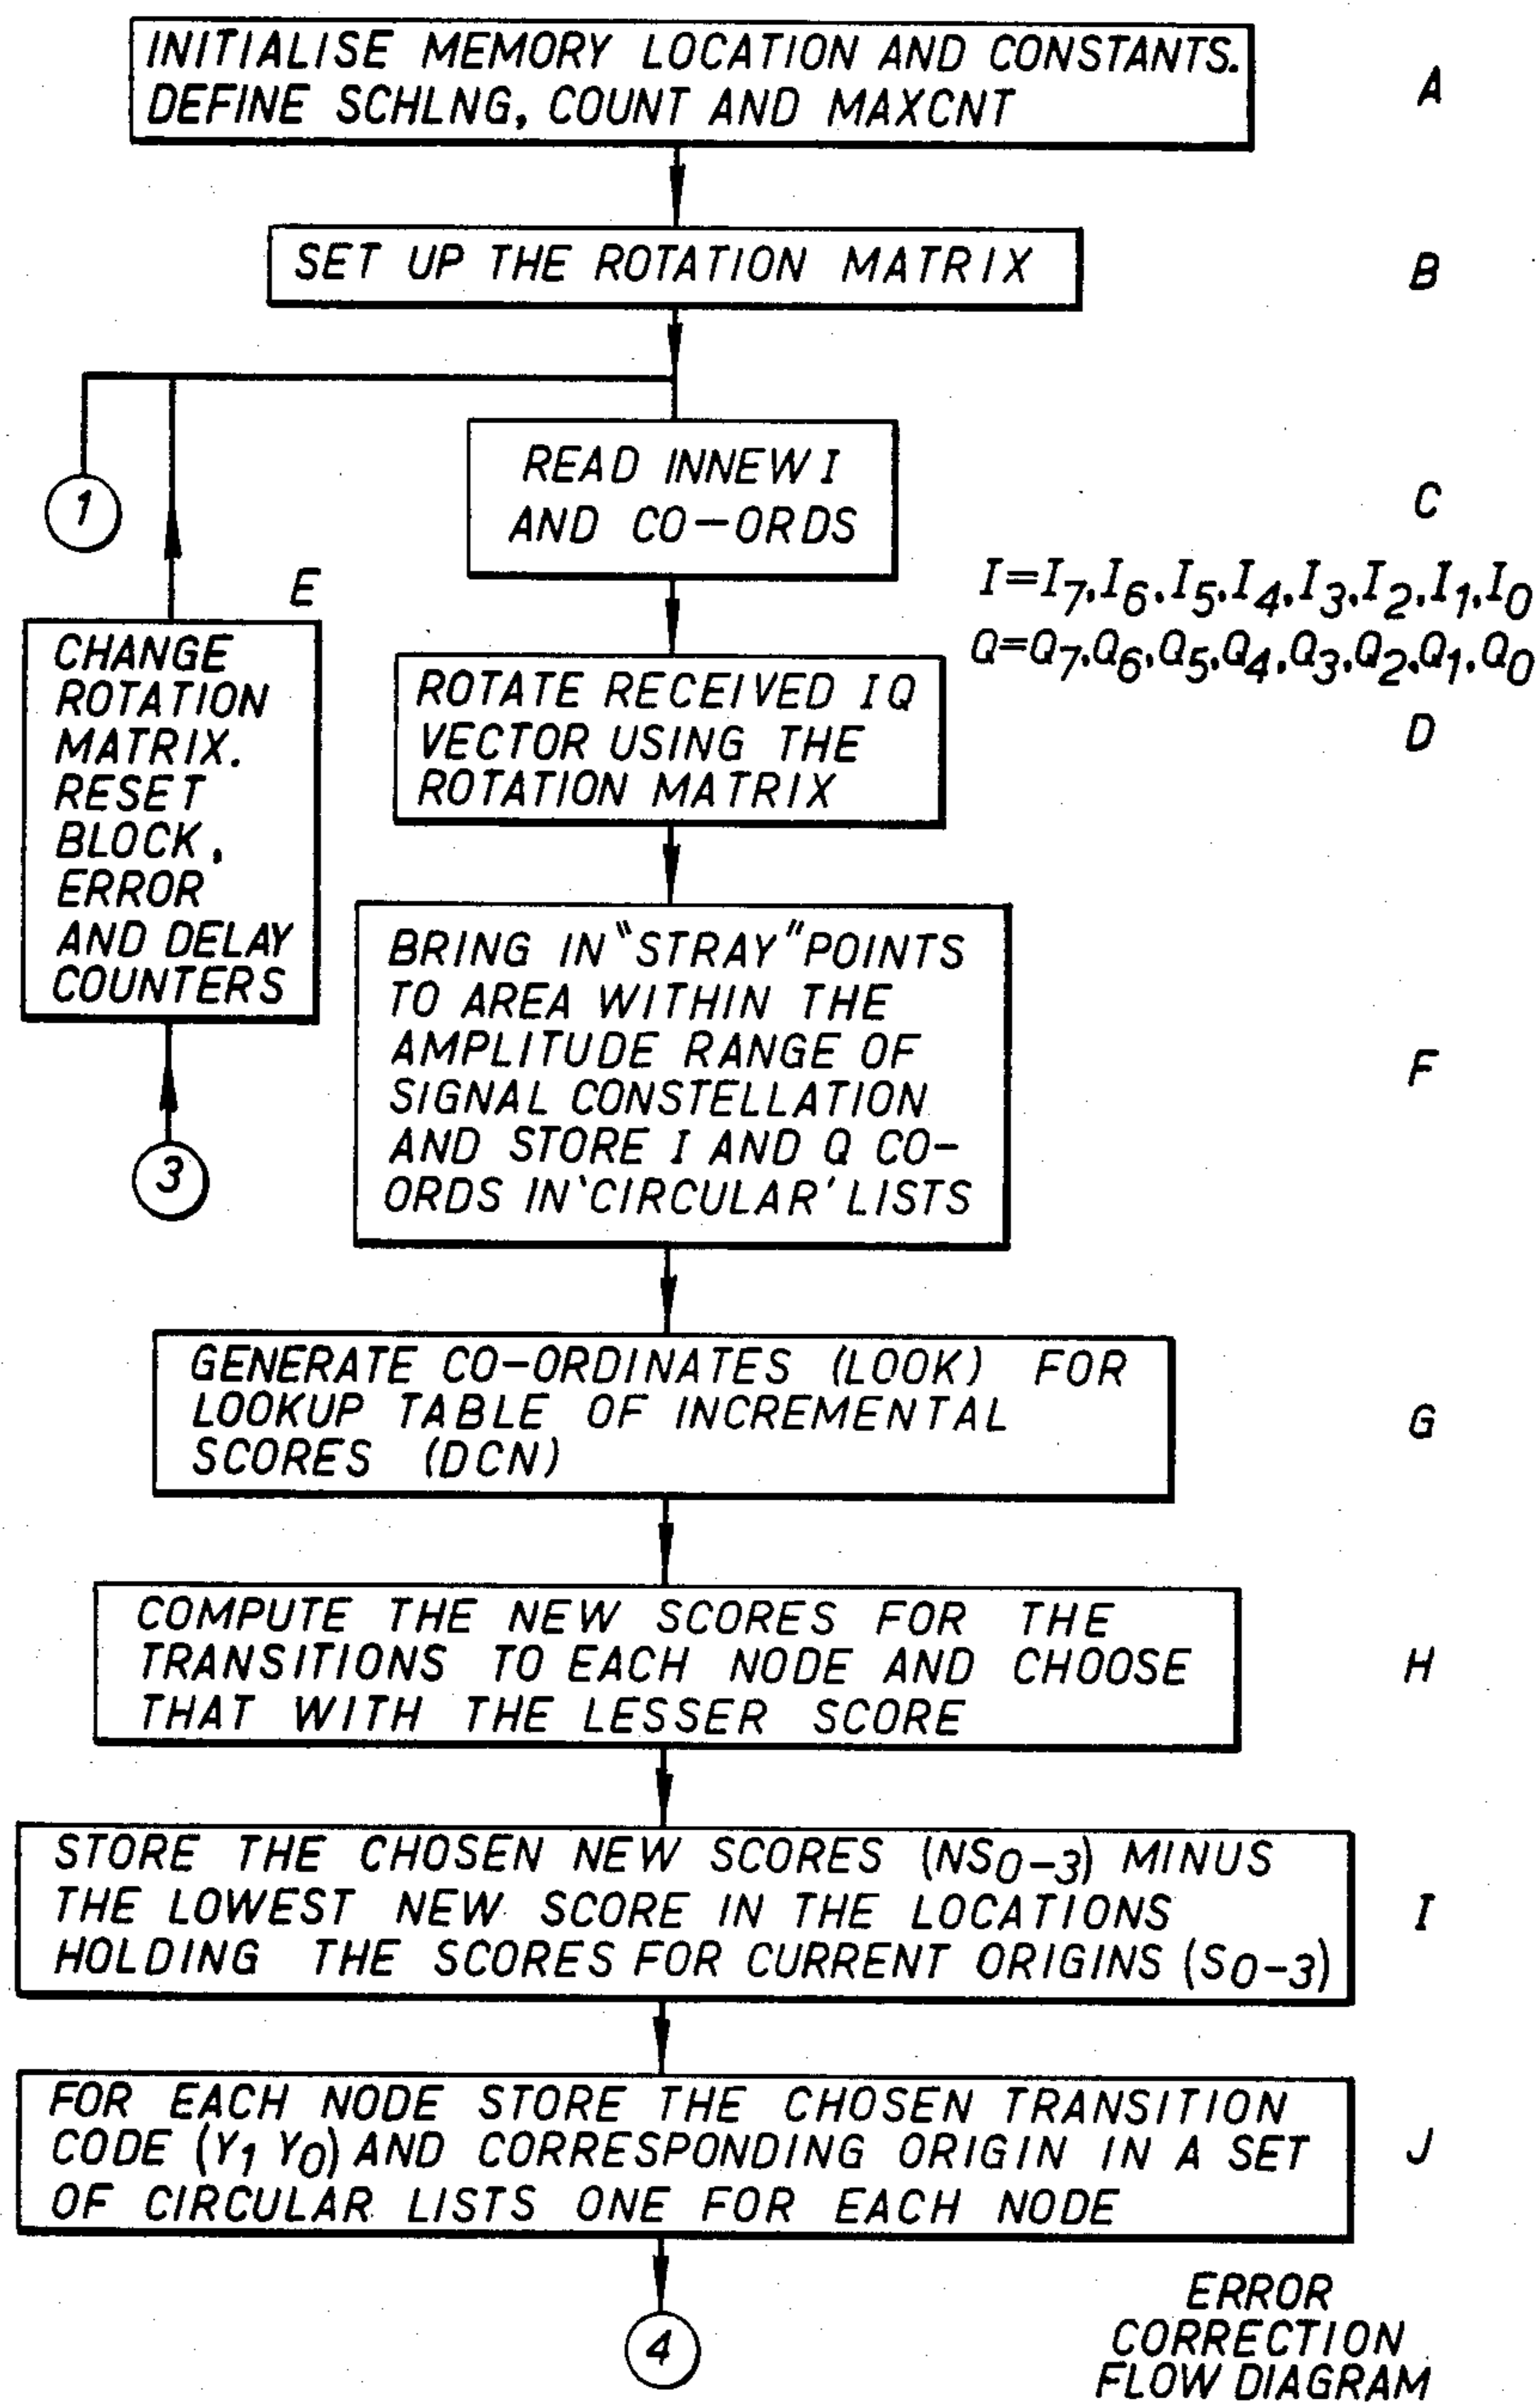 INITIALISE MEMORY LOCATION AND CONSTANTS.
DEFINE SCHLNG, COUNT AND MAXCNT
A
SET UP THE ROTATION MATRIX
B
1
READ INNEW I
AND CO-ORDS
C
I=I7,I6,I5,I4,I3,I2,I1,I0
Q=Q7,Q6,Q5,Q4,Q3,Q2,Q1,Q0
E
CHANGE
ROTATION
MATRIX.
RESET
BLOCK,
ERROR
AND DELAY
COUNTERS
3
ROTATE RECEIVED IQ
VECTOR USING THE
ROTATION MATRIX
D
BRING IN "STRAY" POINTS
TO AREA WITHIN THE
AMPLITUDE RANGE OF
SIGNAL CONSTELLATION
AND STORE I AND Q CO-
ORDS IN 'CIRCULAR' LISTS
F
GENERATE CO-ORDINATES (LOOK) FOR
LOOKUP TABLE OF INCREMENTAL
SCORES (DCN)
G
COMPUTE THE NEW SCORES FOR THE
TRANSITIONS TO EACH NODE AND CHOOSE
THAT WITH THE LESSER SCORE
H
STORE THE CHOSEN NEW SCORES (NS0-3) MINUS
THE LOWEST NEW SCORE IN THE LOCATIONS
HOLDING THE SCORES FOR CURRENT ORIGINS (S0-3)
I
FOR EACH NODE STORE THE CHOSEN TRANSITION
CODE (Y1 Y0) AND CORRESPONDING ORIGIN IN A SET
OF CIRCULAR LISTS ONE FOR EACH NODE
J
4
ERROR
CORRECTION
FLOW DIAGRAM